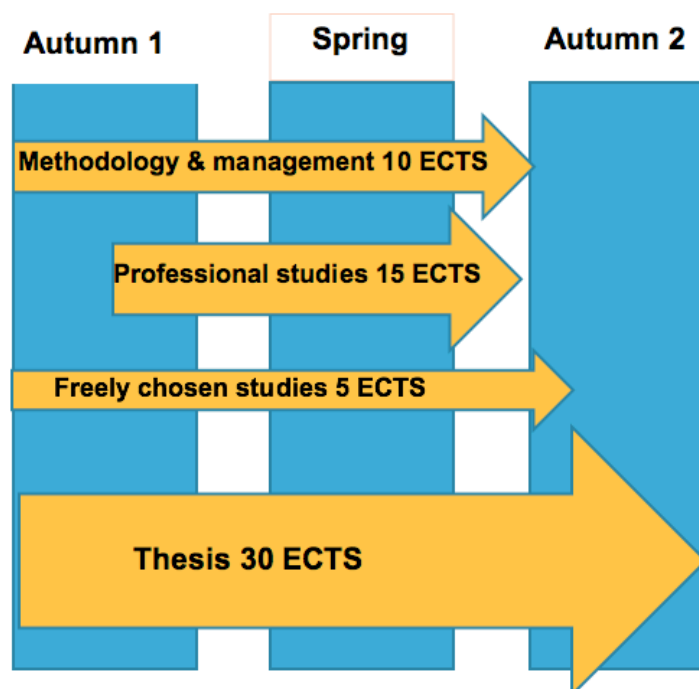 Autumn 1
Spring
Autumn 2
Methodology & management 10 ECTS
Professional studies 15 ECTS
Freely chosen studies 5 ECTS
Thesis 30 ECTS